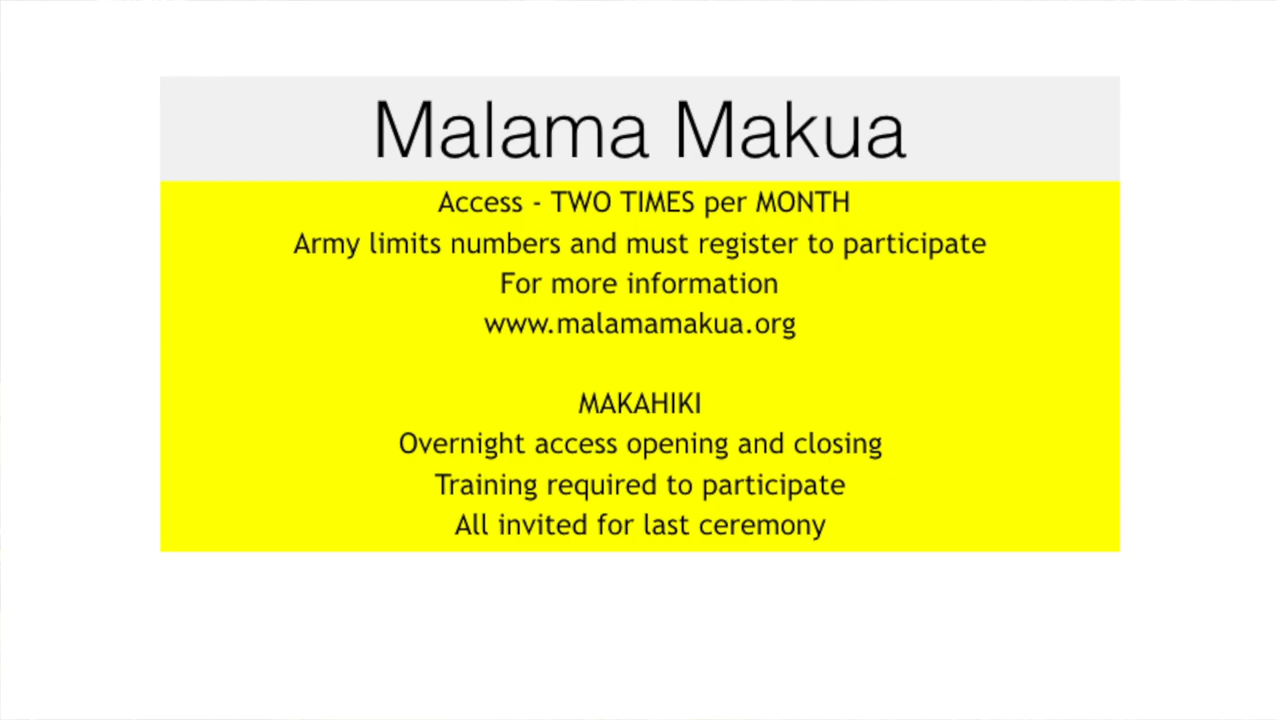 Malama Makua
Access - TWO TIMES per MONTH
Army limits numbers and must register to participate
For more information
www.malamamakua.org
MAKAHIKI
Overnight access opening and closing
Training required to participate
All invited for last ceremony